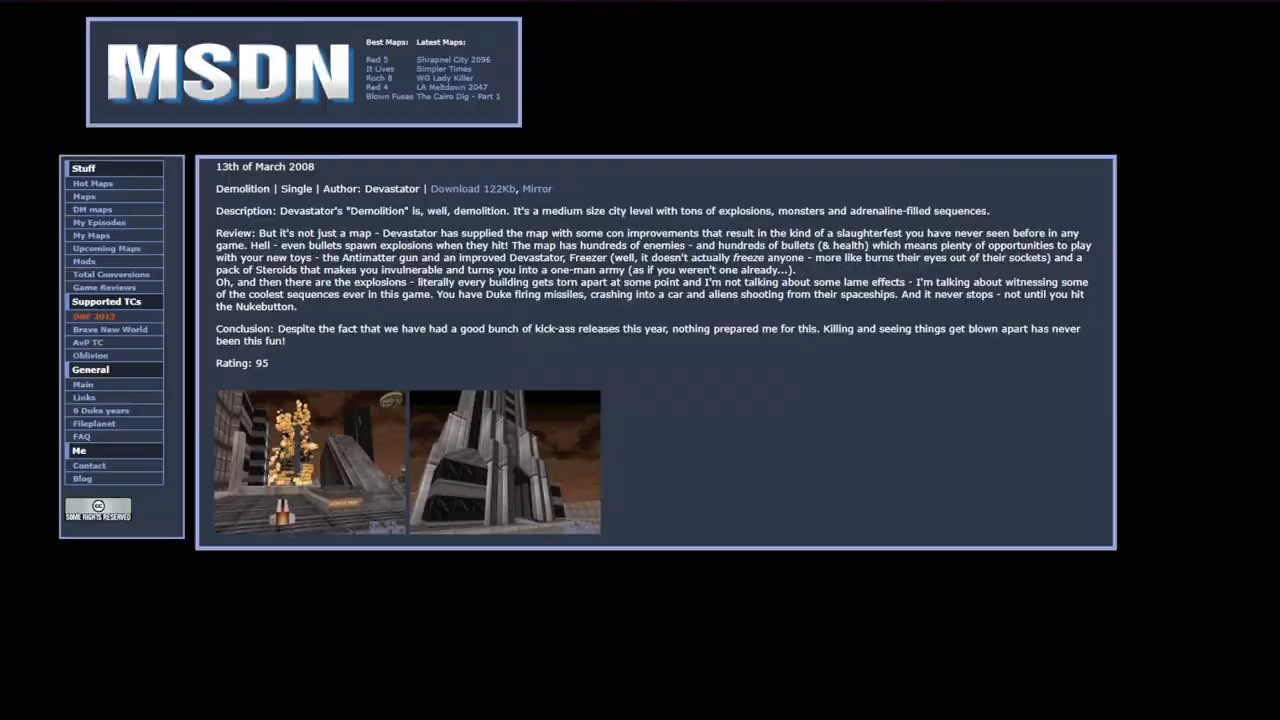 MSDN
Best Maps: Latest Maps:
Red 5 Shrapnel City 2096
It Lives Simpler Times
Roch 8 WG Lady Killer
Red 4 LA Meltdown 2047
Blown Fuses The Cairo Dig - Part 1
Stuff
Hot Maps
Maps
DM maps
My Episodes
My Maps
Upcoming Maps
Mods
Total Conversions
Game Reviews
Supported TCs
DNF 2013
Brave New World
AvP TC
Oblivion
General
Main
Links
6 Duke years
Fileplanet
FAQ
Me
Contact
Blog
SOME RIGHTS RESERVED
13th of March 2008
Demolition | Single | Author: Devastator | Download 122Kb, Mirror
Description: Devastator's "Demolition" is, well, demolition. It's a medium size city level with tons of explosions, monsters and adrenaline-filled sequences.
Review: But it's not just a map - Devastator has supplied the map with some con improvements that result in the kind of a slaughterfest you have never seen before in any
game. Hell - even bullets spawn explosions when they hit! The map has hundreds of enemies - and hundreds of bullets (& health) which means plenty of opportunities to play
with your new toys - the Antimatter gun and an improved Devastator, Freezer (well, it doesn't actually freeze anyone - more like burns their eyes out of their sockets) and a
pack of Steroids that makes you invulnerable and turns you into a one-man army (as if you weren't one already...).
Oh, and then there are the explosions - literally every building gets torn apart at some point and I'm not talking about some lame effects - I'm talking about witnessing some
of the coolest sequences ever in this game. You have Duke firing missiles, crashing into a car and aliens shooting from their spaceships. And it never stops - not until you hit
the Nukebutton.
Conclusion: Despite the fact that we have had a good bunch of kick-ass releases this year, nothing prepared me for this. Killing and seeing things get blown apart has never
been this fun!
Rating: 95